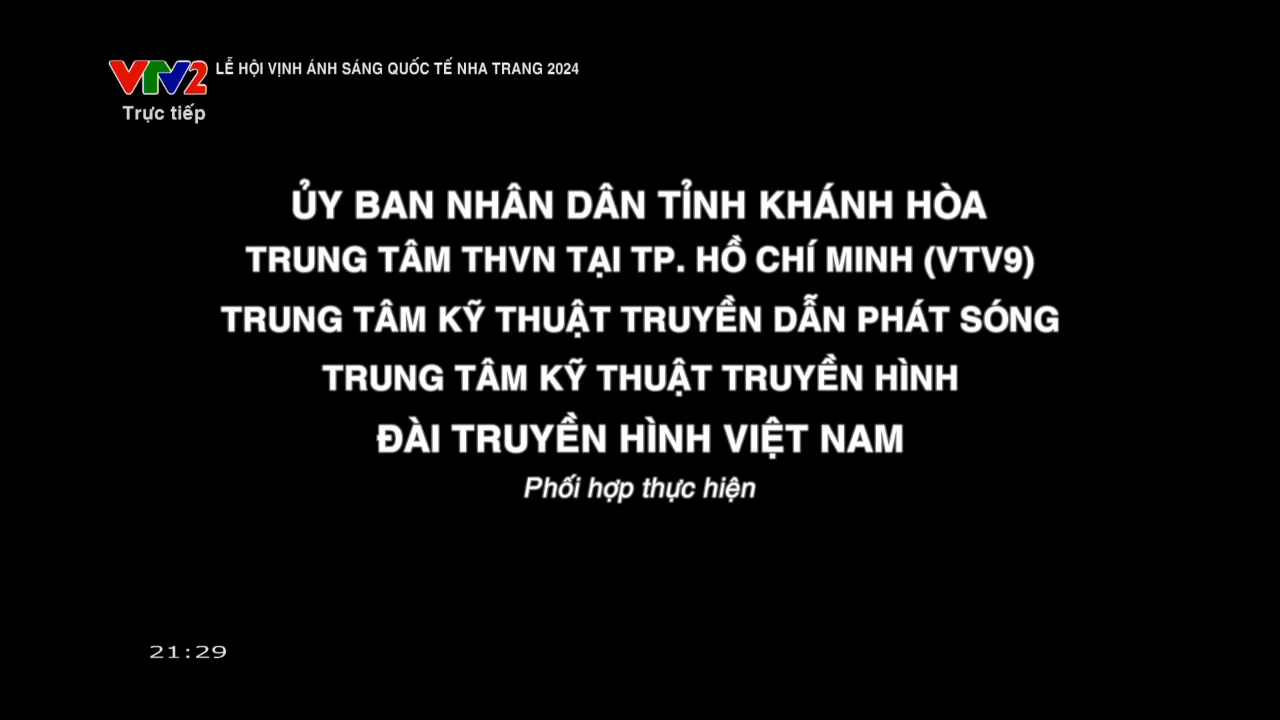 VTV2 LỄ HỘI VỊNH ÁNH SÁNG QUỐC TẾ NHA TRANG 2024
Trực tiếp
ỦY BAN NHÂN DÂN TỈNH KHÁNH HÒA
TRUNG TÂM THVN TẠI TP. HỒ CHÍ MINH (VTV9)
TRUNG TÂM KỸ THUẬT TRUYỀN DẪN PHÁT SÓNG
TRUNG TÂM KỸ THUẬT TRUYỀN HÌNH
ĐÀI TRUYỀN HÌNH VIỆT NAM
Phối hợp thực hiện
21:29